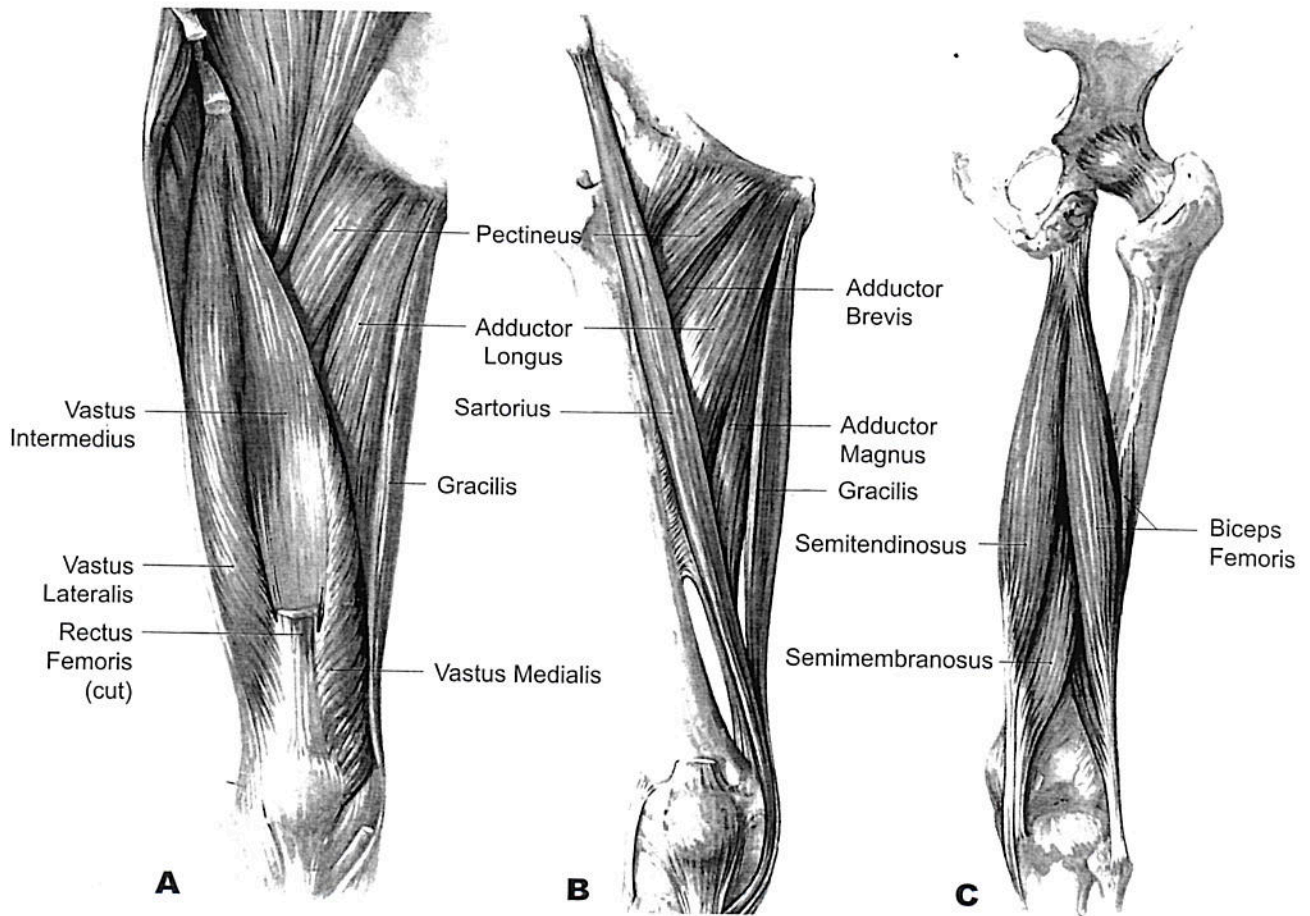 Pectineus
Adductor
Longus
Vastus
Intermedius
Gracilis
Vastus
Lateralis
Rectus
Femoris
(cut)
Vastus Medialis
A
Adductor
Brevis
Sartorius
Adductor
Magnus
Gracilis
B
Semitendinosus
Biceps
Femoris
Semimembranosus
C